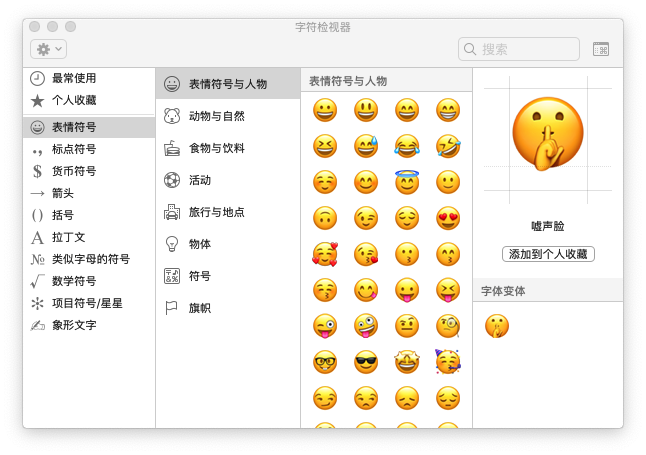 字符检视器
搜索
最常使用
个人收藏
表情符号
标点符号
货币符号
箭头
括号
拉丁文
类似字母的符号
数学符号
项目符号/星星
象形文字
表情符号与人物
动物与自然
食物与饮料
活动
旅行与地点
物体
符号
旗帜
表情符号与人物
嘘声脸
添加到个人收藏
字体变体